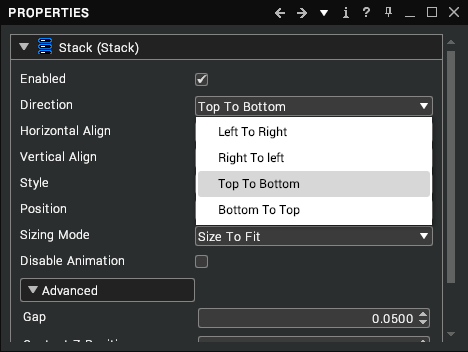 PROPERTIES
Stack (Stack)
Enabled
Direction
Top To Bottom
Horizontal Align
Left To Right
Vertical Align
Right To left
Style
Top To Bottom
Position
Bottom To Top
Sizing Mode
Size To Fit
Disable Animation
Advanced
Gap
0.0500